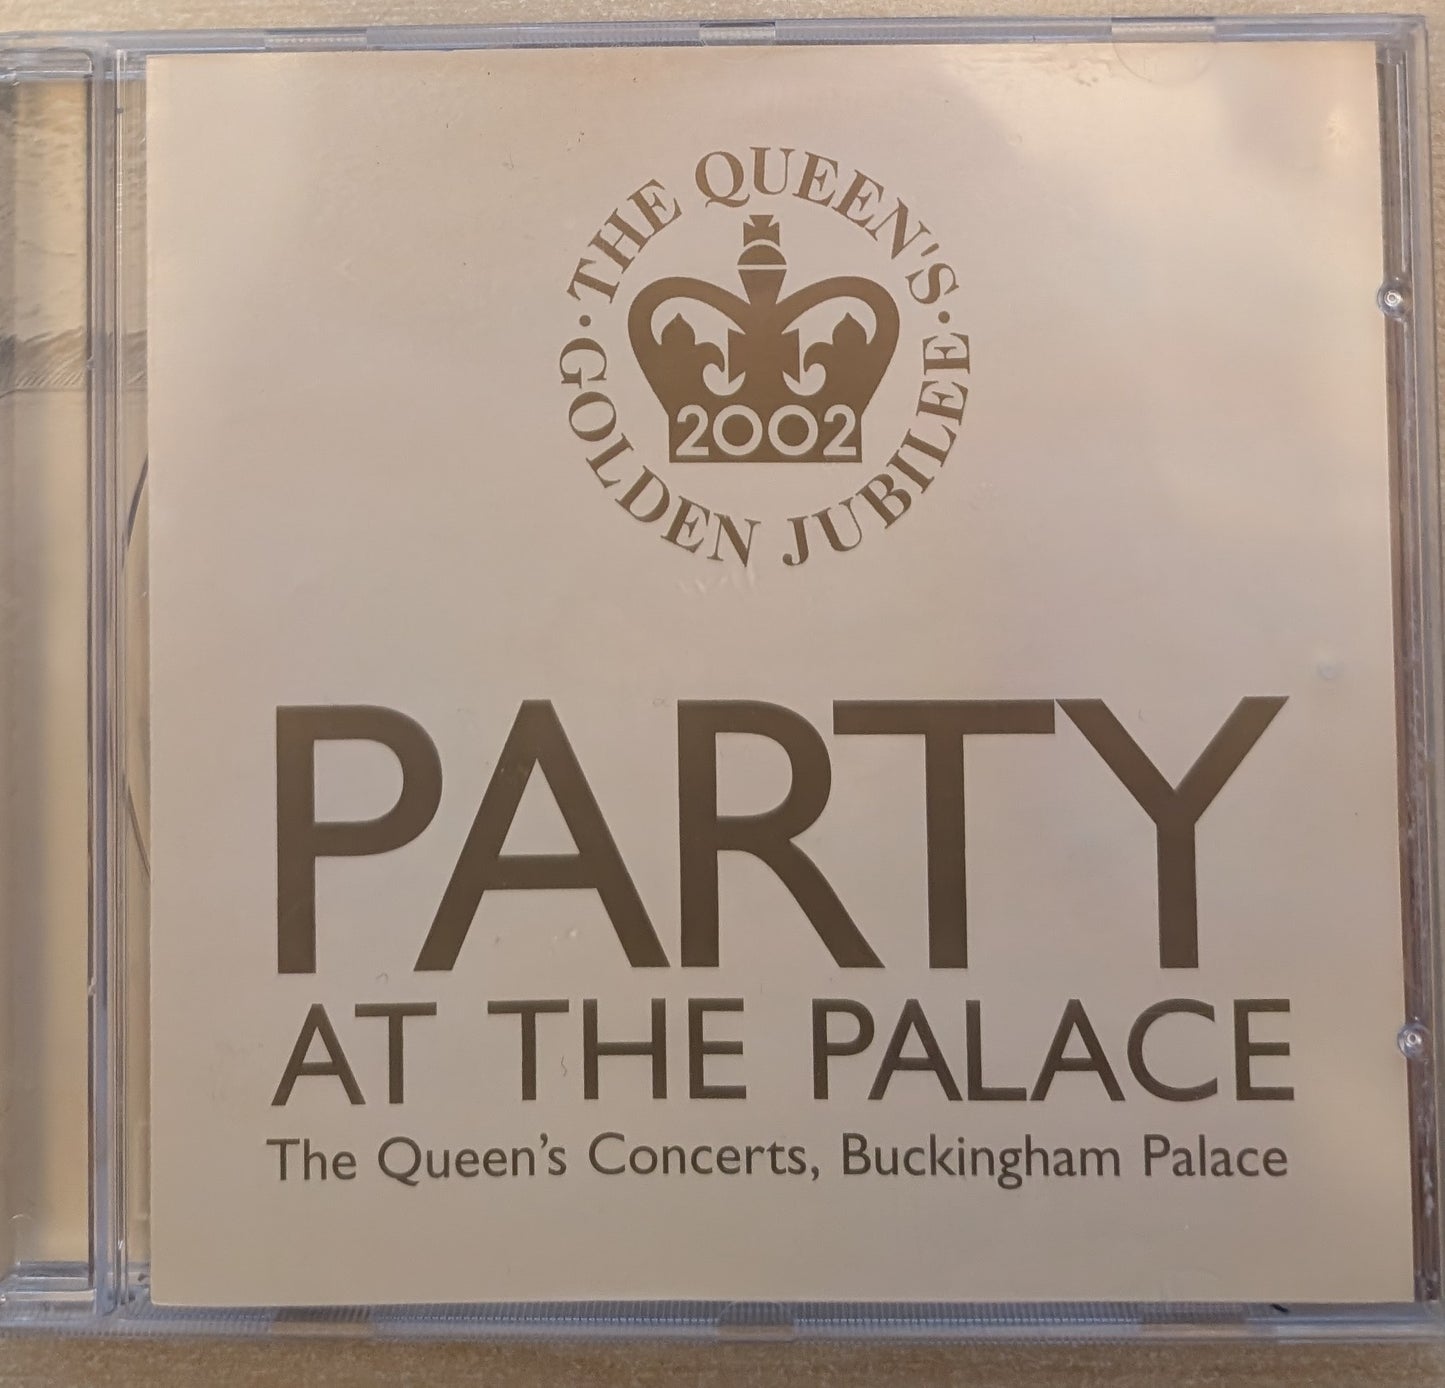 · THE QUEEN'S ·
GOLDEN JUBILEE
2002
PARTY
AT THE PALACE
The Queen’s Concerts, Buckingham Palace